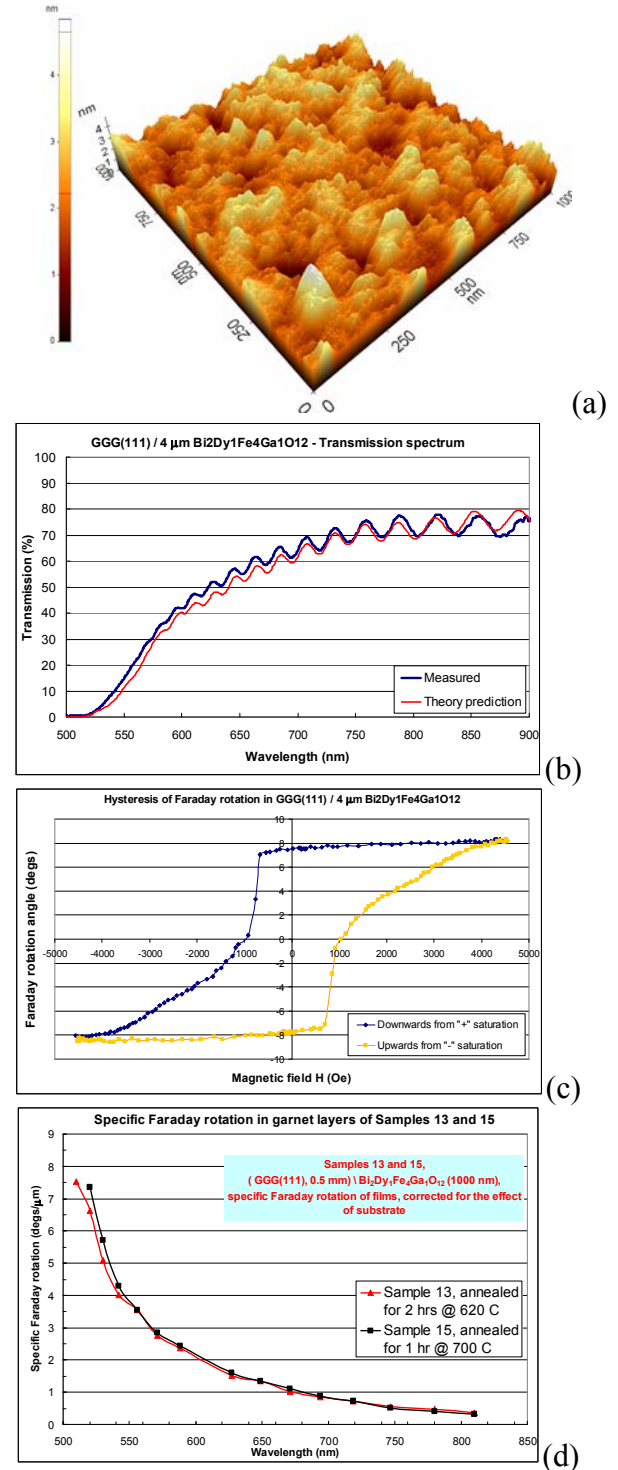 nm
4
3
2
1
0
nm
4
3
2
1
1000
750
500
nm
250
0
0
250
500
nm
750
1000
(a)
GGG(111) / 4 µm Bi2Dy1Fe4Ga1O12 - Transmission spectrum
Transmission (%)
100
90
80
70
60
50
40
30
20
10
0
Measured
Theory prediction
500 550 600 650 700 750 800 850 900
Wavelength (nm)
(b)
Hysteresis of Faraday rotation in GGG(111) / 4 µm Bi2Dy1Fe4Ga1O12
Faraday rotation angle (degs)
10
8
6
4
2
0
-2
-4
-6
-8
-10
-5000 -4000 -3000 -2000 -1000 0 1000 2000 3000 4000 5000
Downwards from "+" saturation
Upwards from "-" saturation
Magnetic field H (Oe)
(c)
Specific Faraday rotation in garnet layers of Samples 13 and 15
Specific Faraday rotation (degs/µm)
9
8
7
6
5
4
3
2
1
0
Samples 13 and 15,
( GGG(111), 0.5 mm) \ Bi₂Dy₁Fe₄Ga₁O₁₂ (1000 nm),
specific Faraday rotation of films, corrected for the effect
of substrate
Sample 13, annealed
for 2 hrs @ 620 C
Sample 15, annealed
for 1 hr @ 700 C
500 550 600 650 700 750 800 850
Wavelength (nm)
(d)